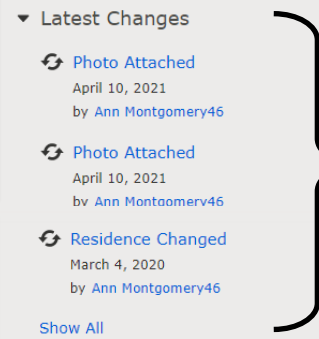 Latest Changes
Photo Attached
April 10, 2021
by Ann Montgomery46
Photo Attached
April 10, 2021
by Ann Montgomery46
Residence Changed
March 4, 2020
by Ann Montgomery46
Show All